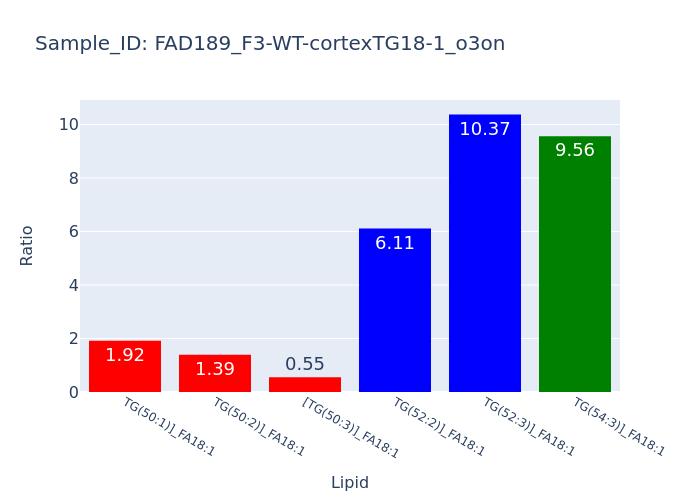 Sample_ID: FAD189_F3-WT-cortexTG18-1_o3on
10
8
6
4
2
0
Ratio
1.92
1.39
0.55
6.11
10.37
9.56
TG(50:1)]_FA18:1
TG(50:2)]_FA18:1
[TG(50:3)]_FA18:1
TG(52:2)]_FA18:1
TG(52:3)]_FA18:1
TG(54:3)]_FA18:1
Lipid